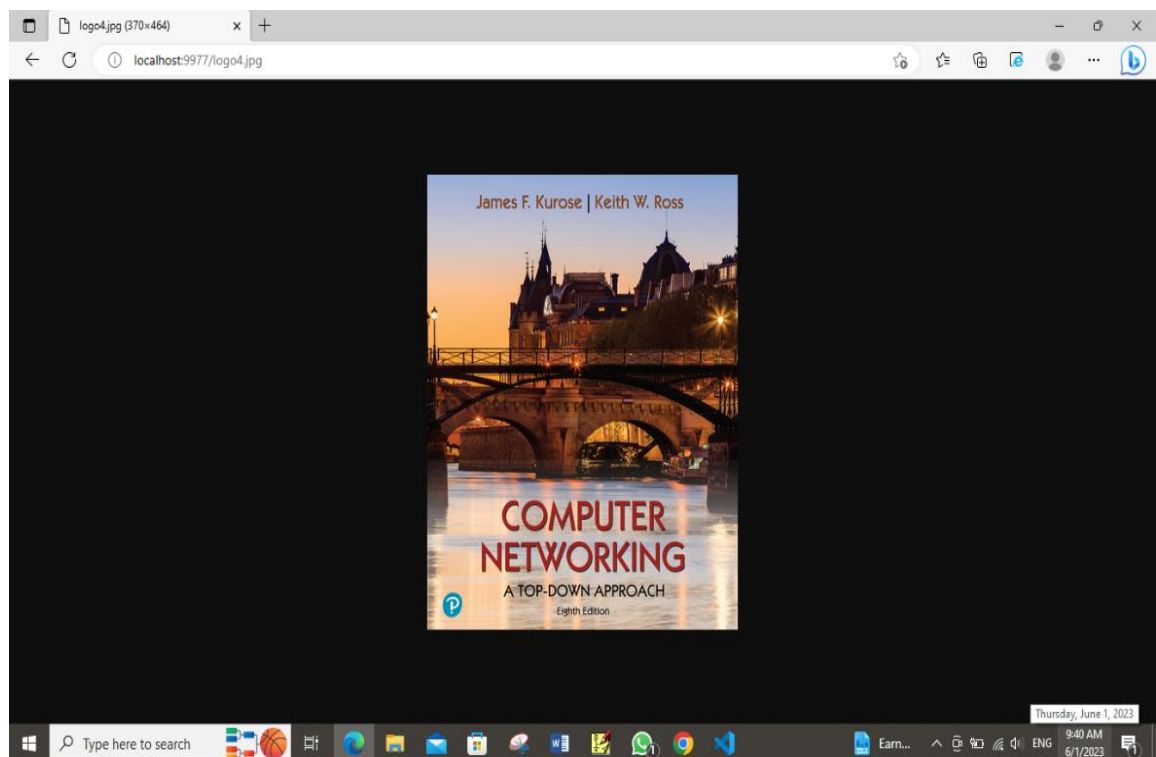 logo4.jpg (370×464)
localhost:9977/logo4.jpg
James F. Kurose | Keith W. Ross
COMPUTER
NETWORKING
A TOP-DOWN APPROACH
Eighth Edition
P
Thursday, June 1, 2023
Type here to search
Earn...
ENG
9:40 AM
6/1/2023